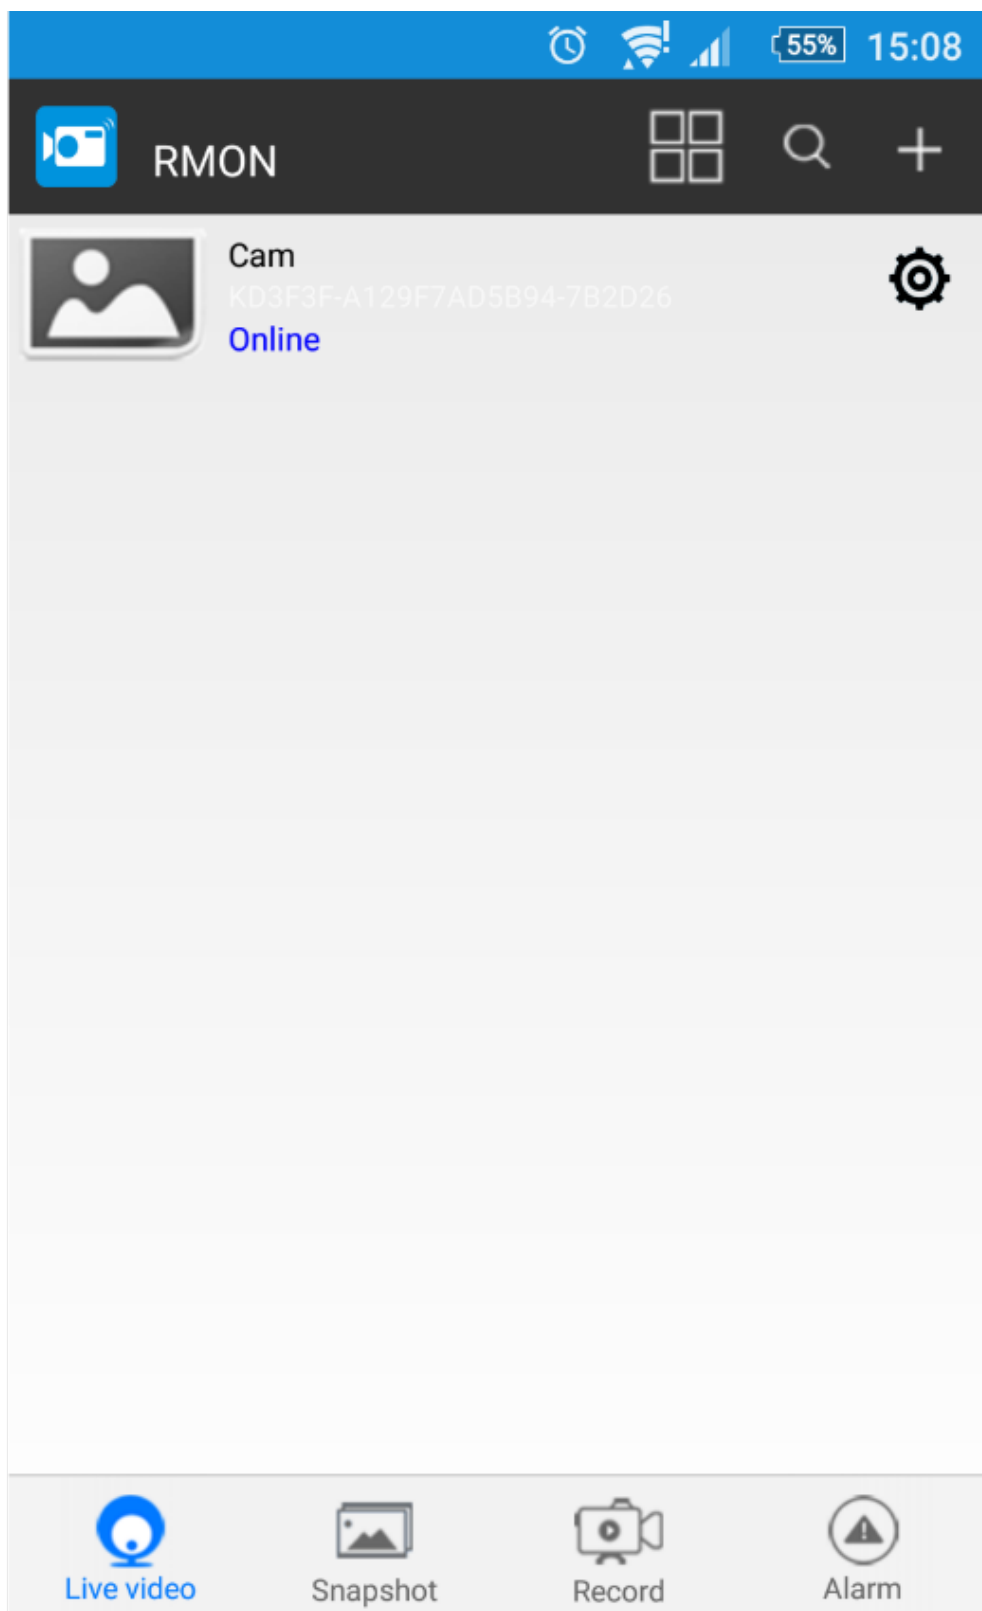 55% 15:08
RMON
Cam
KD3F3F-A129F7AD5B94-7B2D26
Online
Live video Snapshot Record Alarm